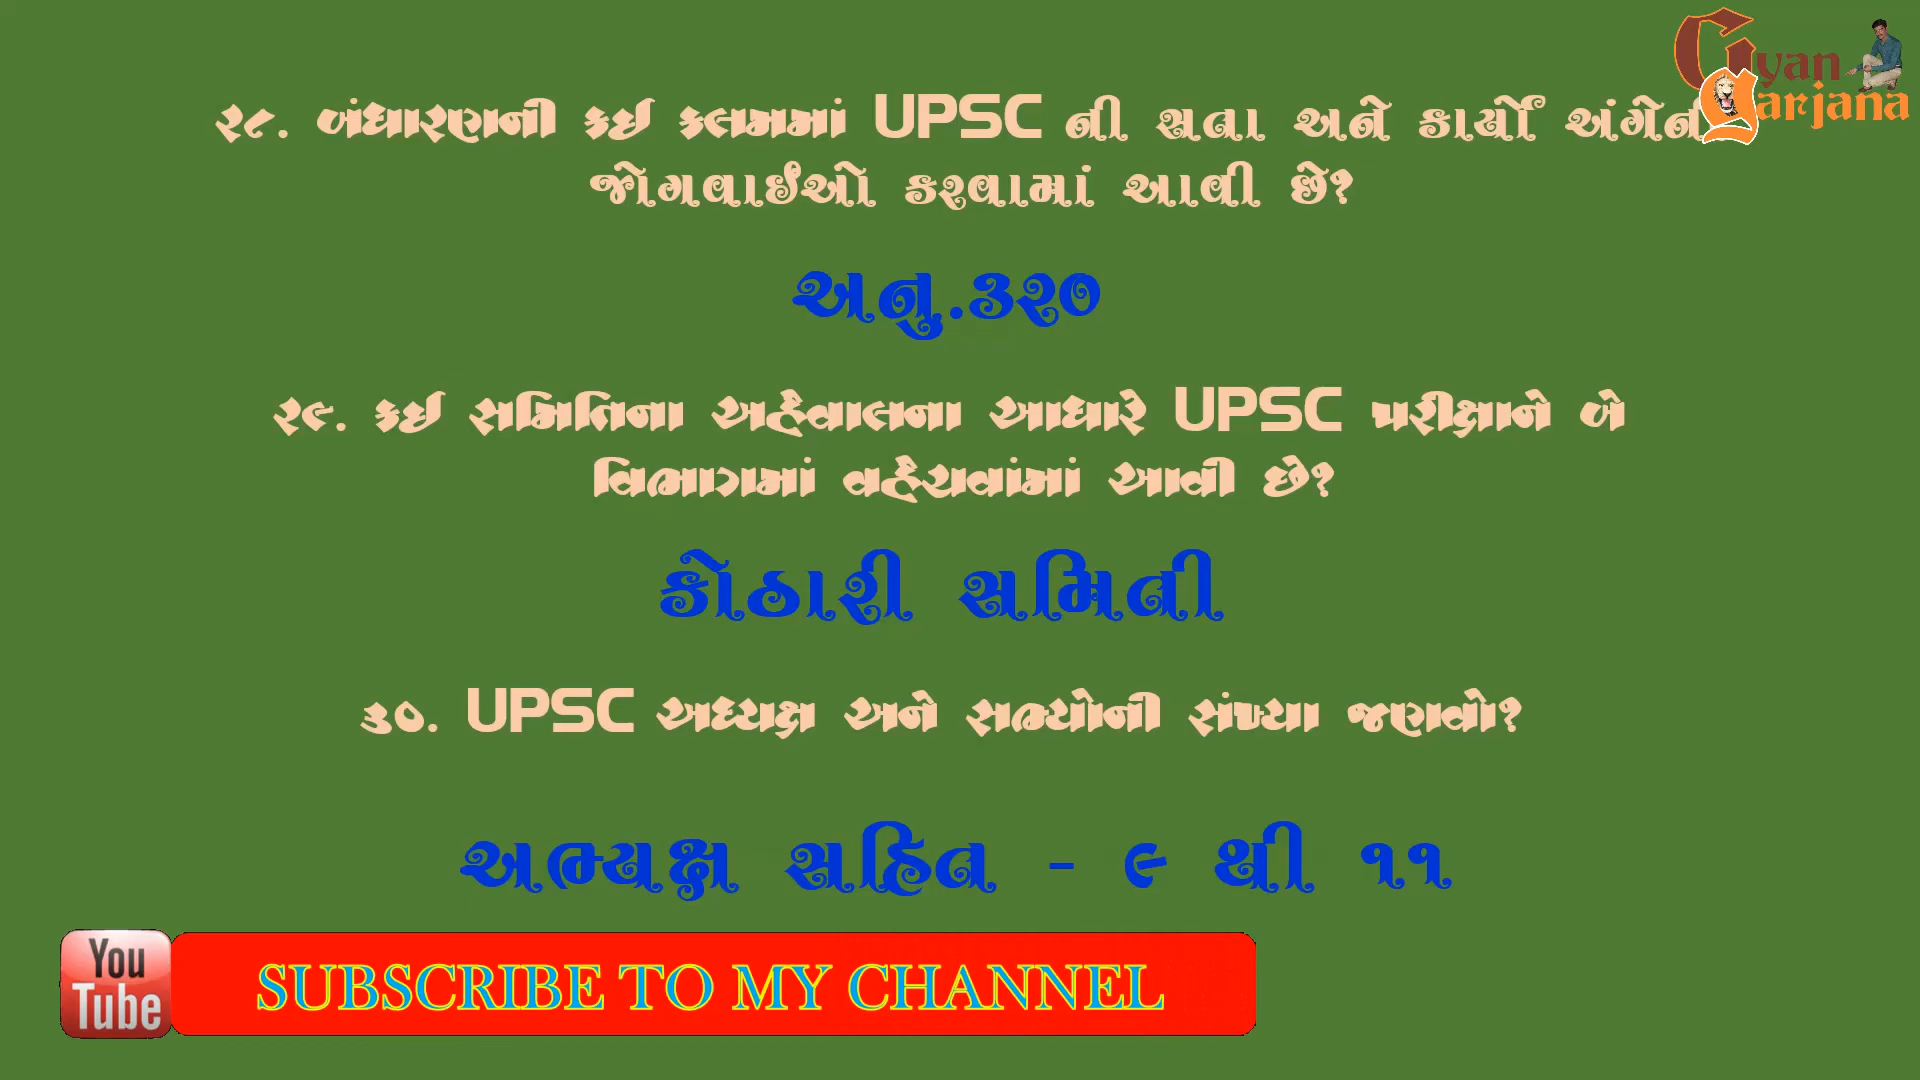 Gyan
Garjana
૨૮. બંધારણની કઈ કલમમાં UPSC ની સતા અને કાર્યો અંગેની
જોગવાઈઓ કરવામાં આવી છે?
અનુ.૩૨૦
૨૯. કઈ સમિતિના અહેવાલના આધારે UPSC પરીક્ષાને બે
વિભાગમાં વહેચવાંમાં આવી છે?
કોઠારી સમિતી
૩૦. UPSC અધ્યક્ષ અને સભ્યોની સંખ્યા જણવો?
અભ્યક્ષ સહિત - ૯ થી ૧૧
You
Tube
SUBSCRIBE TO MY CHANNEL